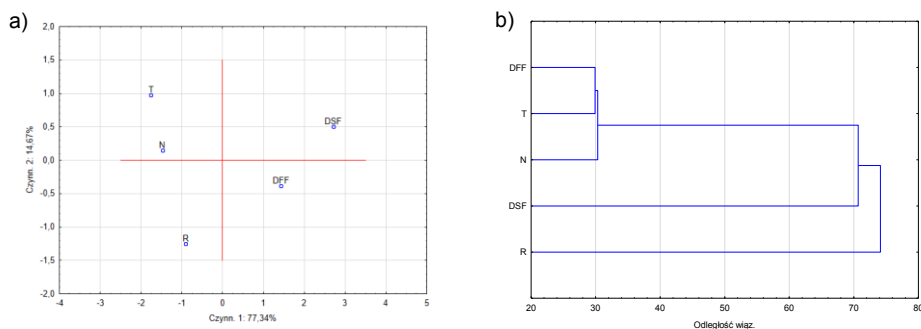 a)
2,0
1,5
1,0
0,5
0,0
-0,5
-1,0
-1,5
2,0
-4 -3 -2 -1 0 1 2 3 4 5
Czynn. 2: 14,67%
Czynn. 1: 77,34%
T
N
R
DSF
DFF
b)
DFF
T
N
DSF
R
20 30 40 50 60 70 80
Odległość wiąz.